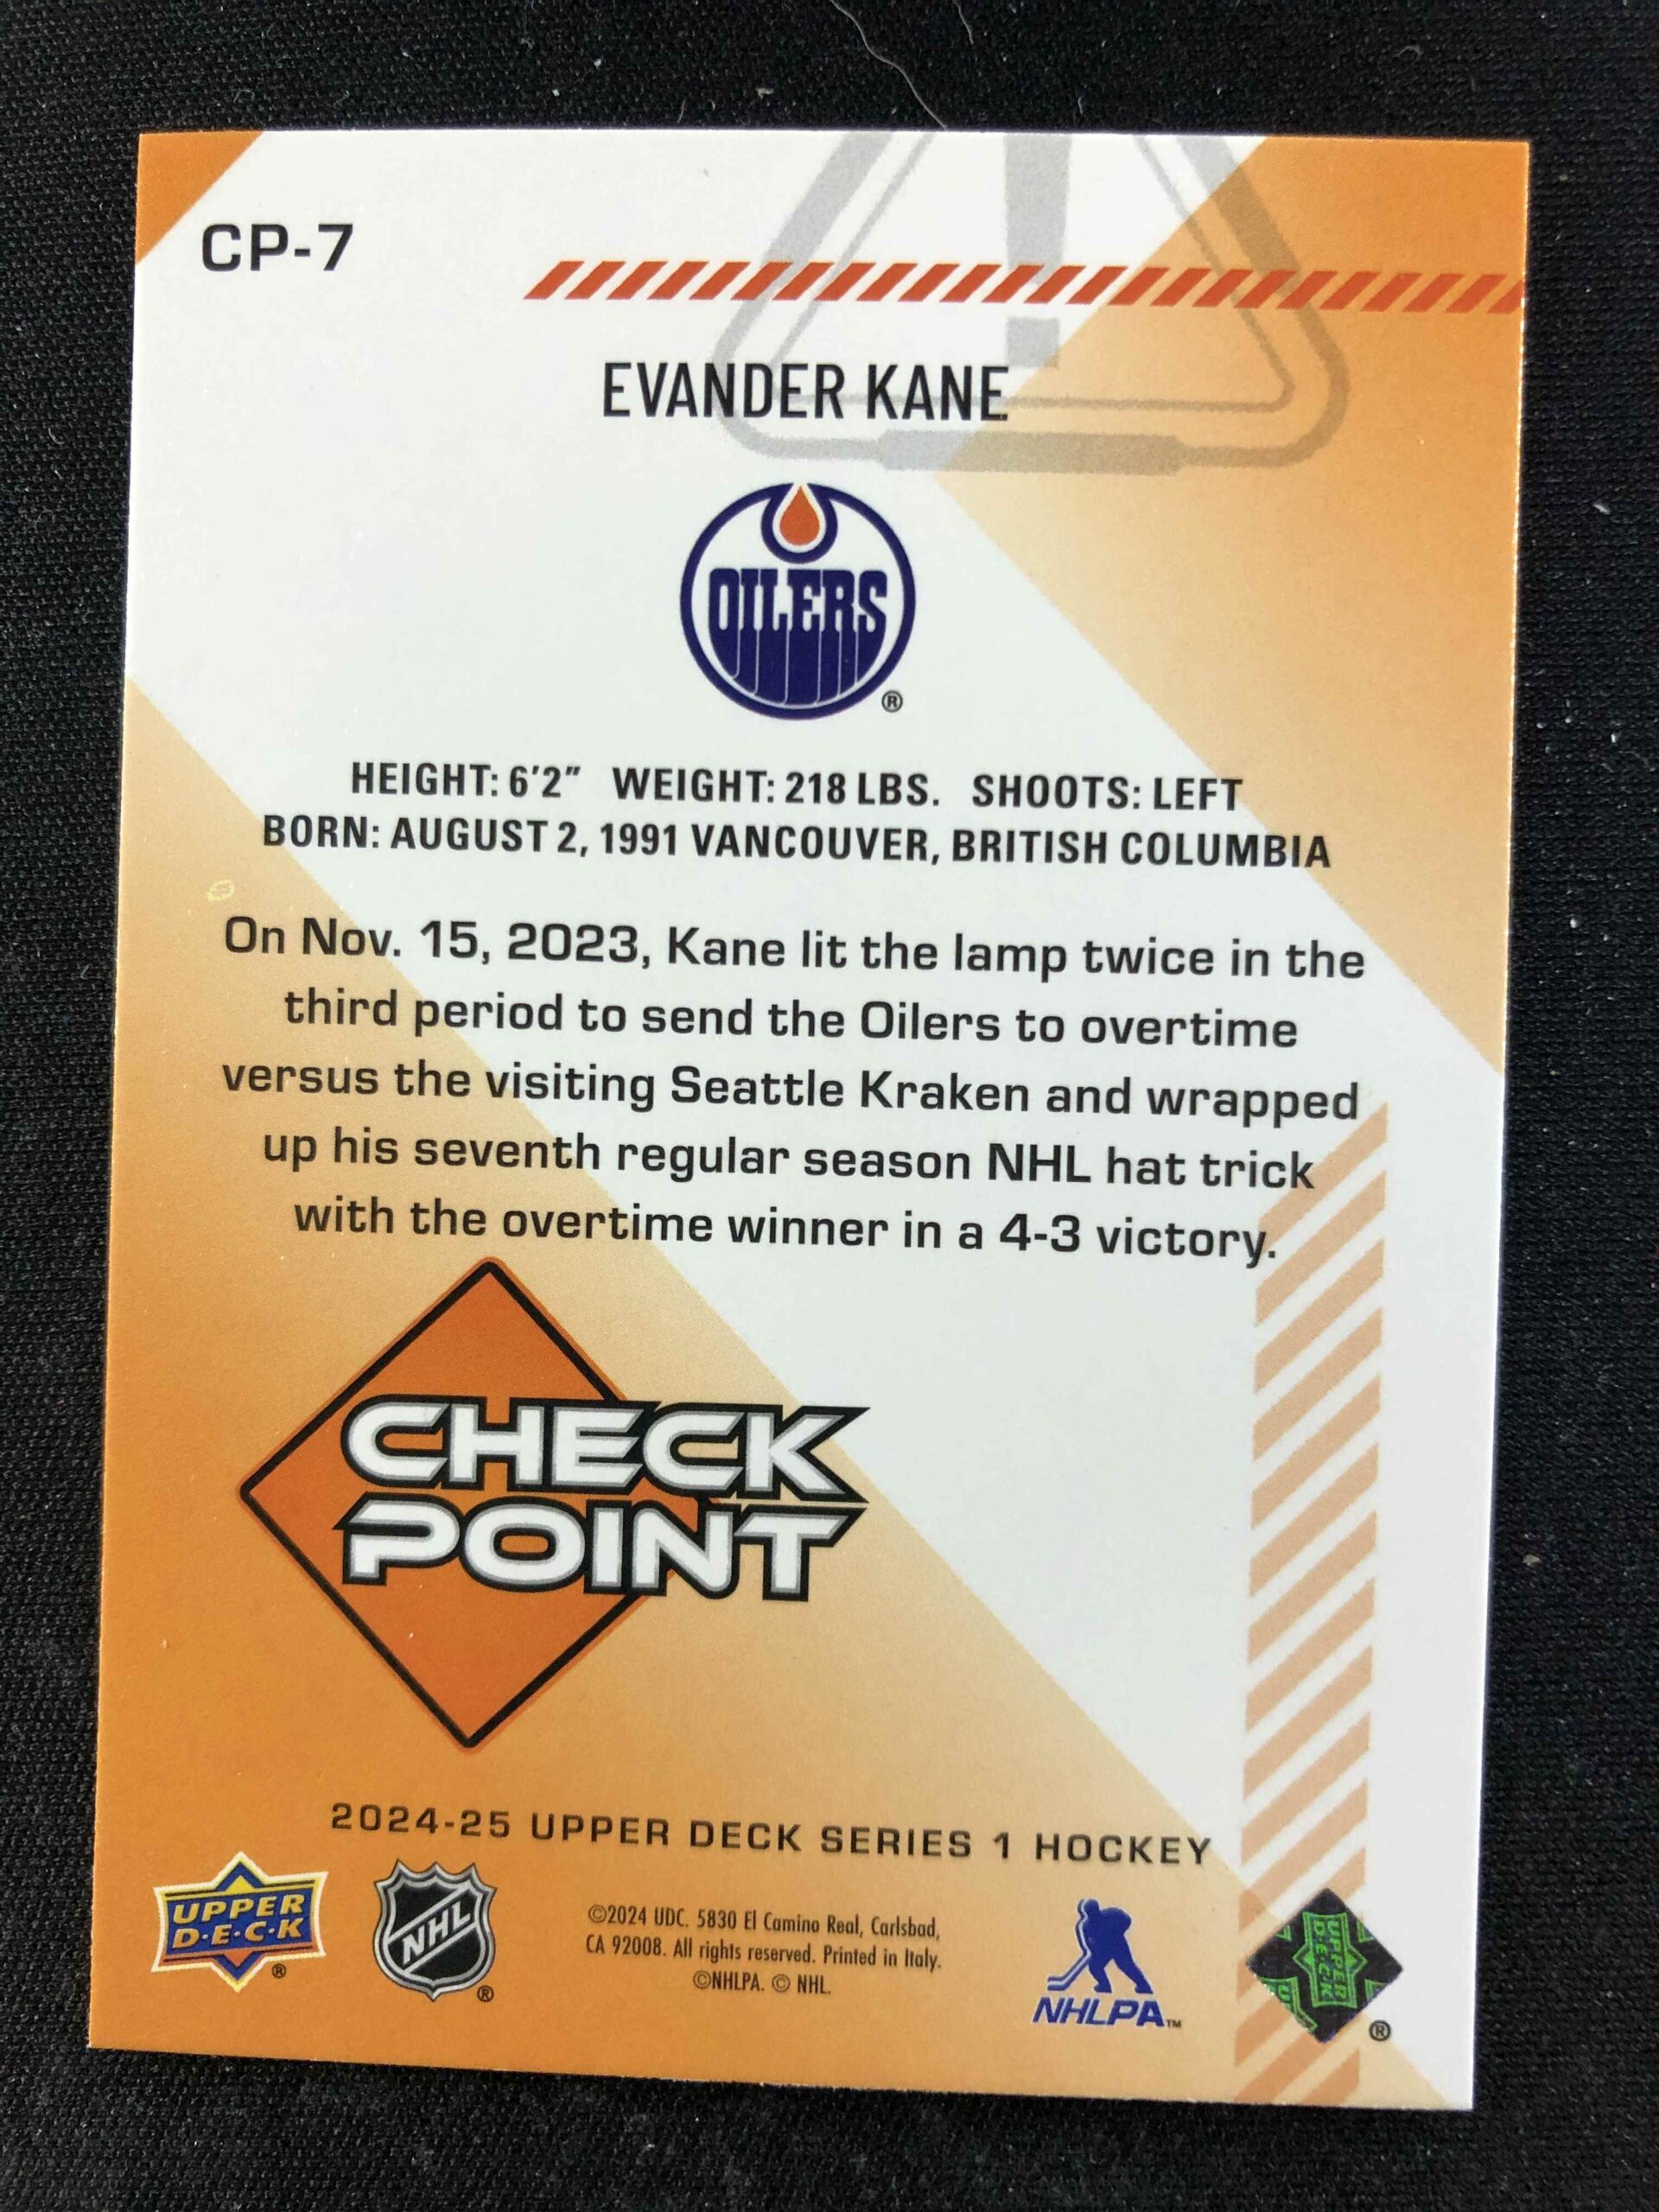 CP-7
EVANDER KANE
OILERS
®
HEIGHT: 6'2" WEIGHT: 218 LBS. SHOOTS: LEFT
BORN: AUGUST 2, 1991 VANCOUVER, BRITISH COLUMBIA
On Nov. 15, 2023, Kane lit the lamp twice in the
third period to send the Oilers to overtime
versus the visiting Seattle Kraken and wrapped
up his seventh regular season NHL hat trick
with the overtime winner in a 4-3 victory.
CHECK
POINT
2024-25 UPPER DECK SERIES 1 HOCKEY
UPPER
D·E·C·K
®
NHL
®
©2024 UDC. 5830 El Camino Real, Carlsbad,
CA 92008. All rights reserved. Printed in Italy.
©NHLPA. © NHL.
NHLPA™
UPPER
DECK
®